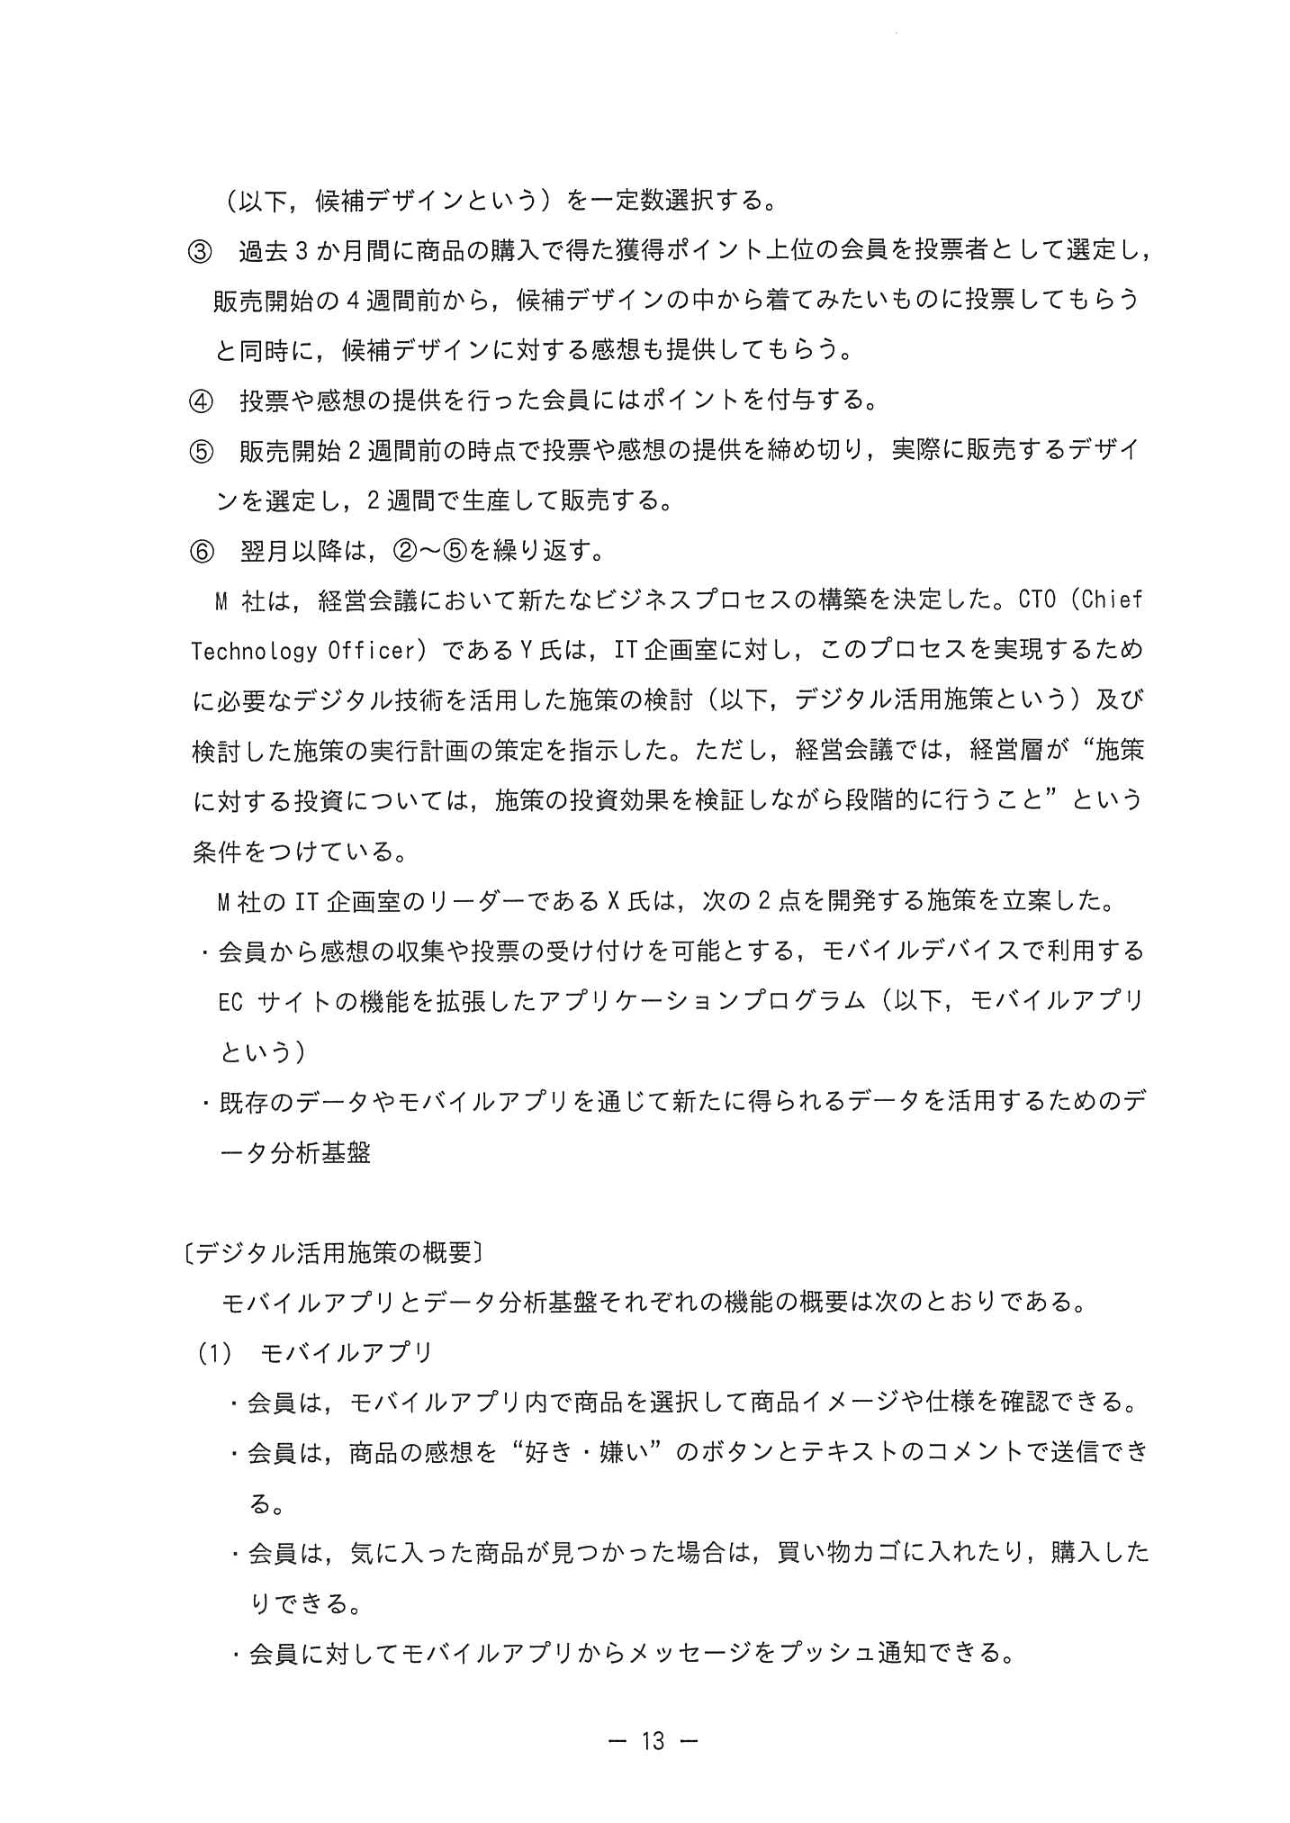 （以下，候補デザインという）を一定数選択する。
③　過去3か月間に商品の購入で得た獲得ポイント上位の会員を投票者として選定し，
販売開始の4週間前から，候補デザインの中から着てみたいものに投票してもらう
と同時に，候補デザインに対する感想も提供してもらう。
④　投票や感想の提供を行った会員にはポイントを付与する。
⑤　販売開始2週間前の時点で投票や感想の提供を締め切り，実際に販売するデザイ
ンを選定し，2週間で生産して販売する。
⑥　翌月以降は，②～⑤を繰り返す。
M 社は，経営会議において新たなビジネスプロセスの構築を決定した。CTO（Chief
Technology Officer）であるY氏は，IT企画室に対し，このプロセスを実現するため
に必要なデジタル技術を活用した施策の検討（以下，デジタル活用施策という）及び
検討した施策の実行計画の策定を指示した。ただし，経営会議では，経営層が“施策
に対する投資については，施策の投資効果を検証しながら段階的に行うこと”という
条件をつけている。
M社のIT企画室のリーダーであるX氏は，次の2点を開発する施策を立案した。
・会員から感想の収集や投票の受け付けを可能とする，モバイルデバイスで利用する
EC サイトの機能を拡張したアプリケーションプログラム（以下，モバイルアプリ
という）
・既存のデータやモバイルアプリを通じて新たに得られるデータを活用するためのデ
ータ分析基盤
〔デジタル活用施策の概要〕
モバイルアプリとデータ分析基盤それぞれの機能の概要は次のとおりである。
(1)　モバイルアプリ
・会員は，モバイルアプリ内で商品を選択して商品イメージや仕様を確認できる。
・会員は，商品の感想を“好き・嫌い”のボタンとテキストのコメントで送信でき
る。
・会員は，気に入った商品が見つかった場合は，買い物カゴに入れたり，購入した
りできる。
・会員に対してモバイルアプリからメッセージをプッシュ通知できる。
－ 13 －